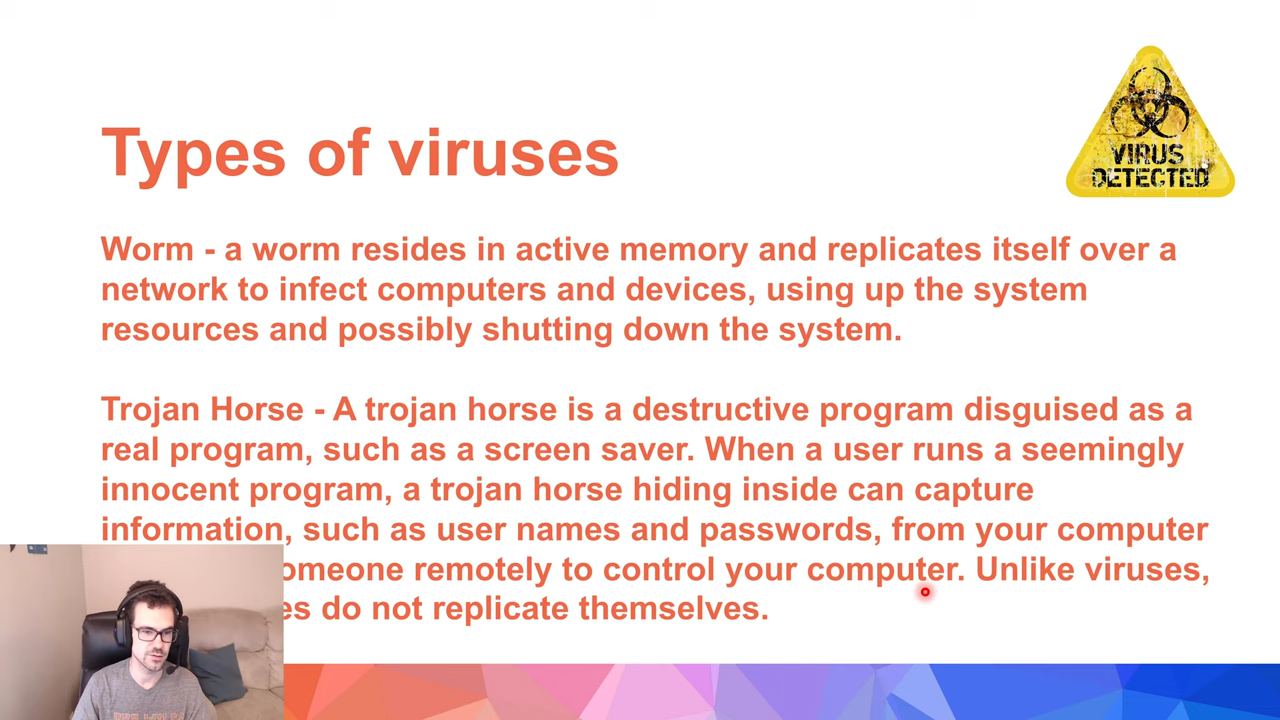 Types of viruses
VIRUS
DETECTED
Worm - a worm resides in active memory and replicates itself over a
network to infect computers and devices, using up the system
resources and possibly shutting down the system.
Trojan Horse - A trojan horse is a destructive program disguised as a
real program, such as a screen saver. When a user runs a seemingly
innocent program, a trojan horse hiding inside can capture
information, such as user names and passwords, from your computer
remotely to control your computer. Unlike viruses,
do not replicate themselves.